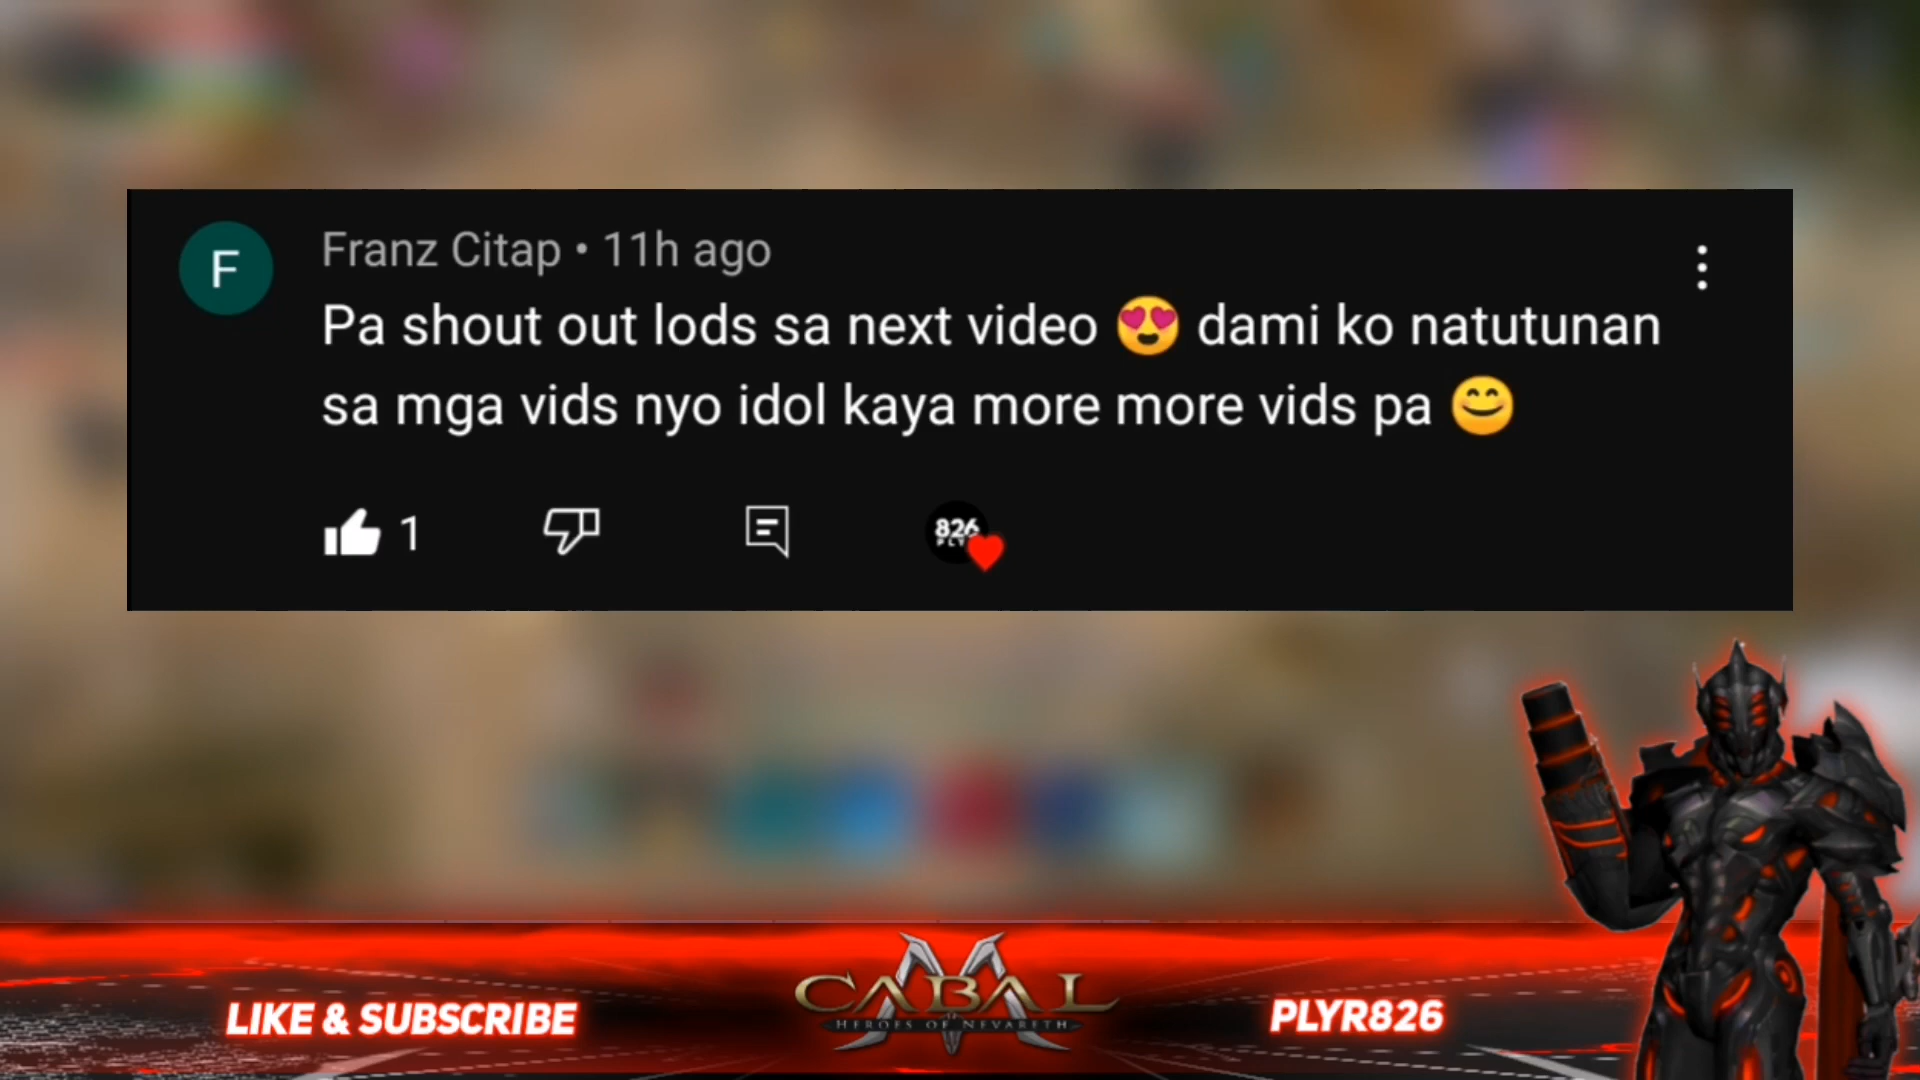 F
Franz Citap • 11h ago
Pa shout out lods sa next video 😍 dami ko natutunan
sa mga vids nyo idol kaya more more vids pa 😊
1
826
PLY
LIKE & SUBSCRIBE
CABAL
HEROES OF NEVARETH
PLYR826